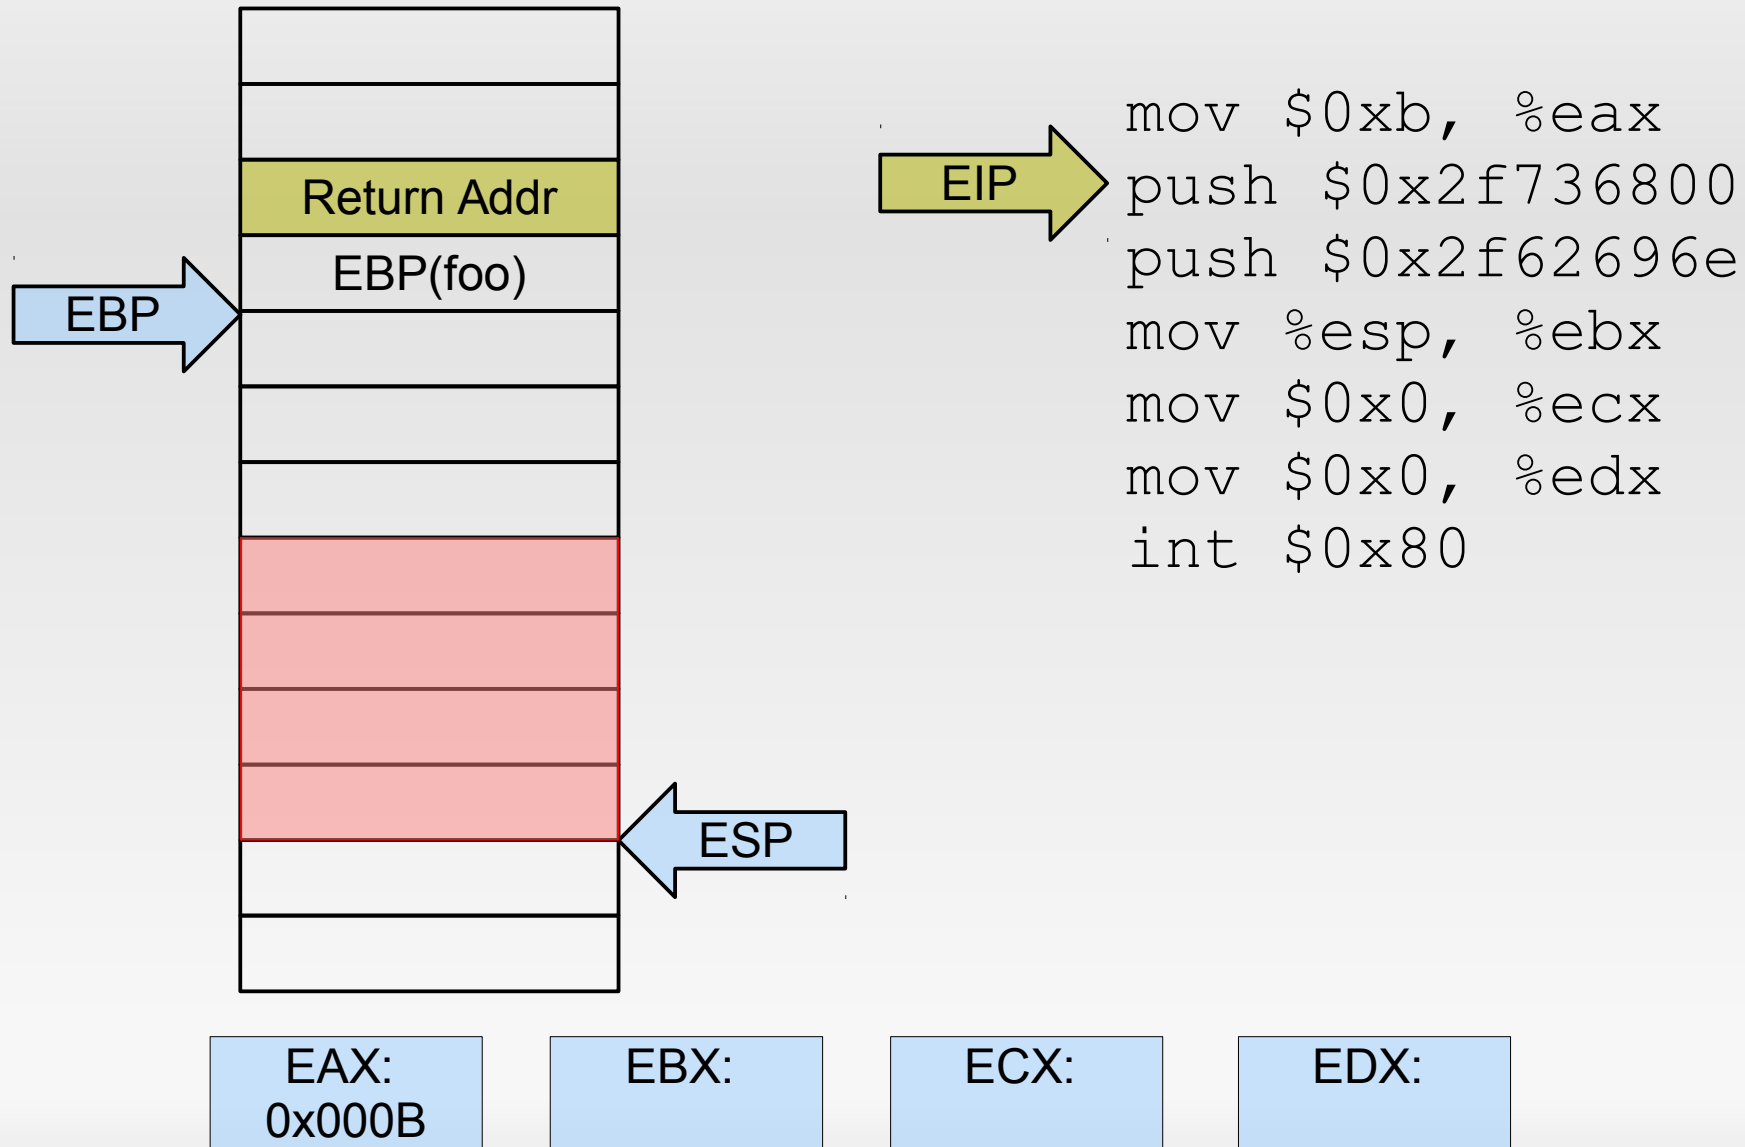 mov $0xb, %eax
Return Addr
EIP
push $0x2f736800
EBP(foo)
push $0x2f62696e
EBP
mov %esp, %ebx
mov $0x0, %ecx
mov $0x0, %edx
int $0x80
ESP
EAX:
0x000B
EBX:
ECX:
EDX: